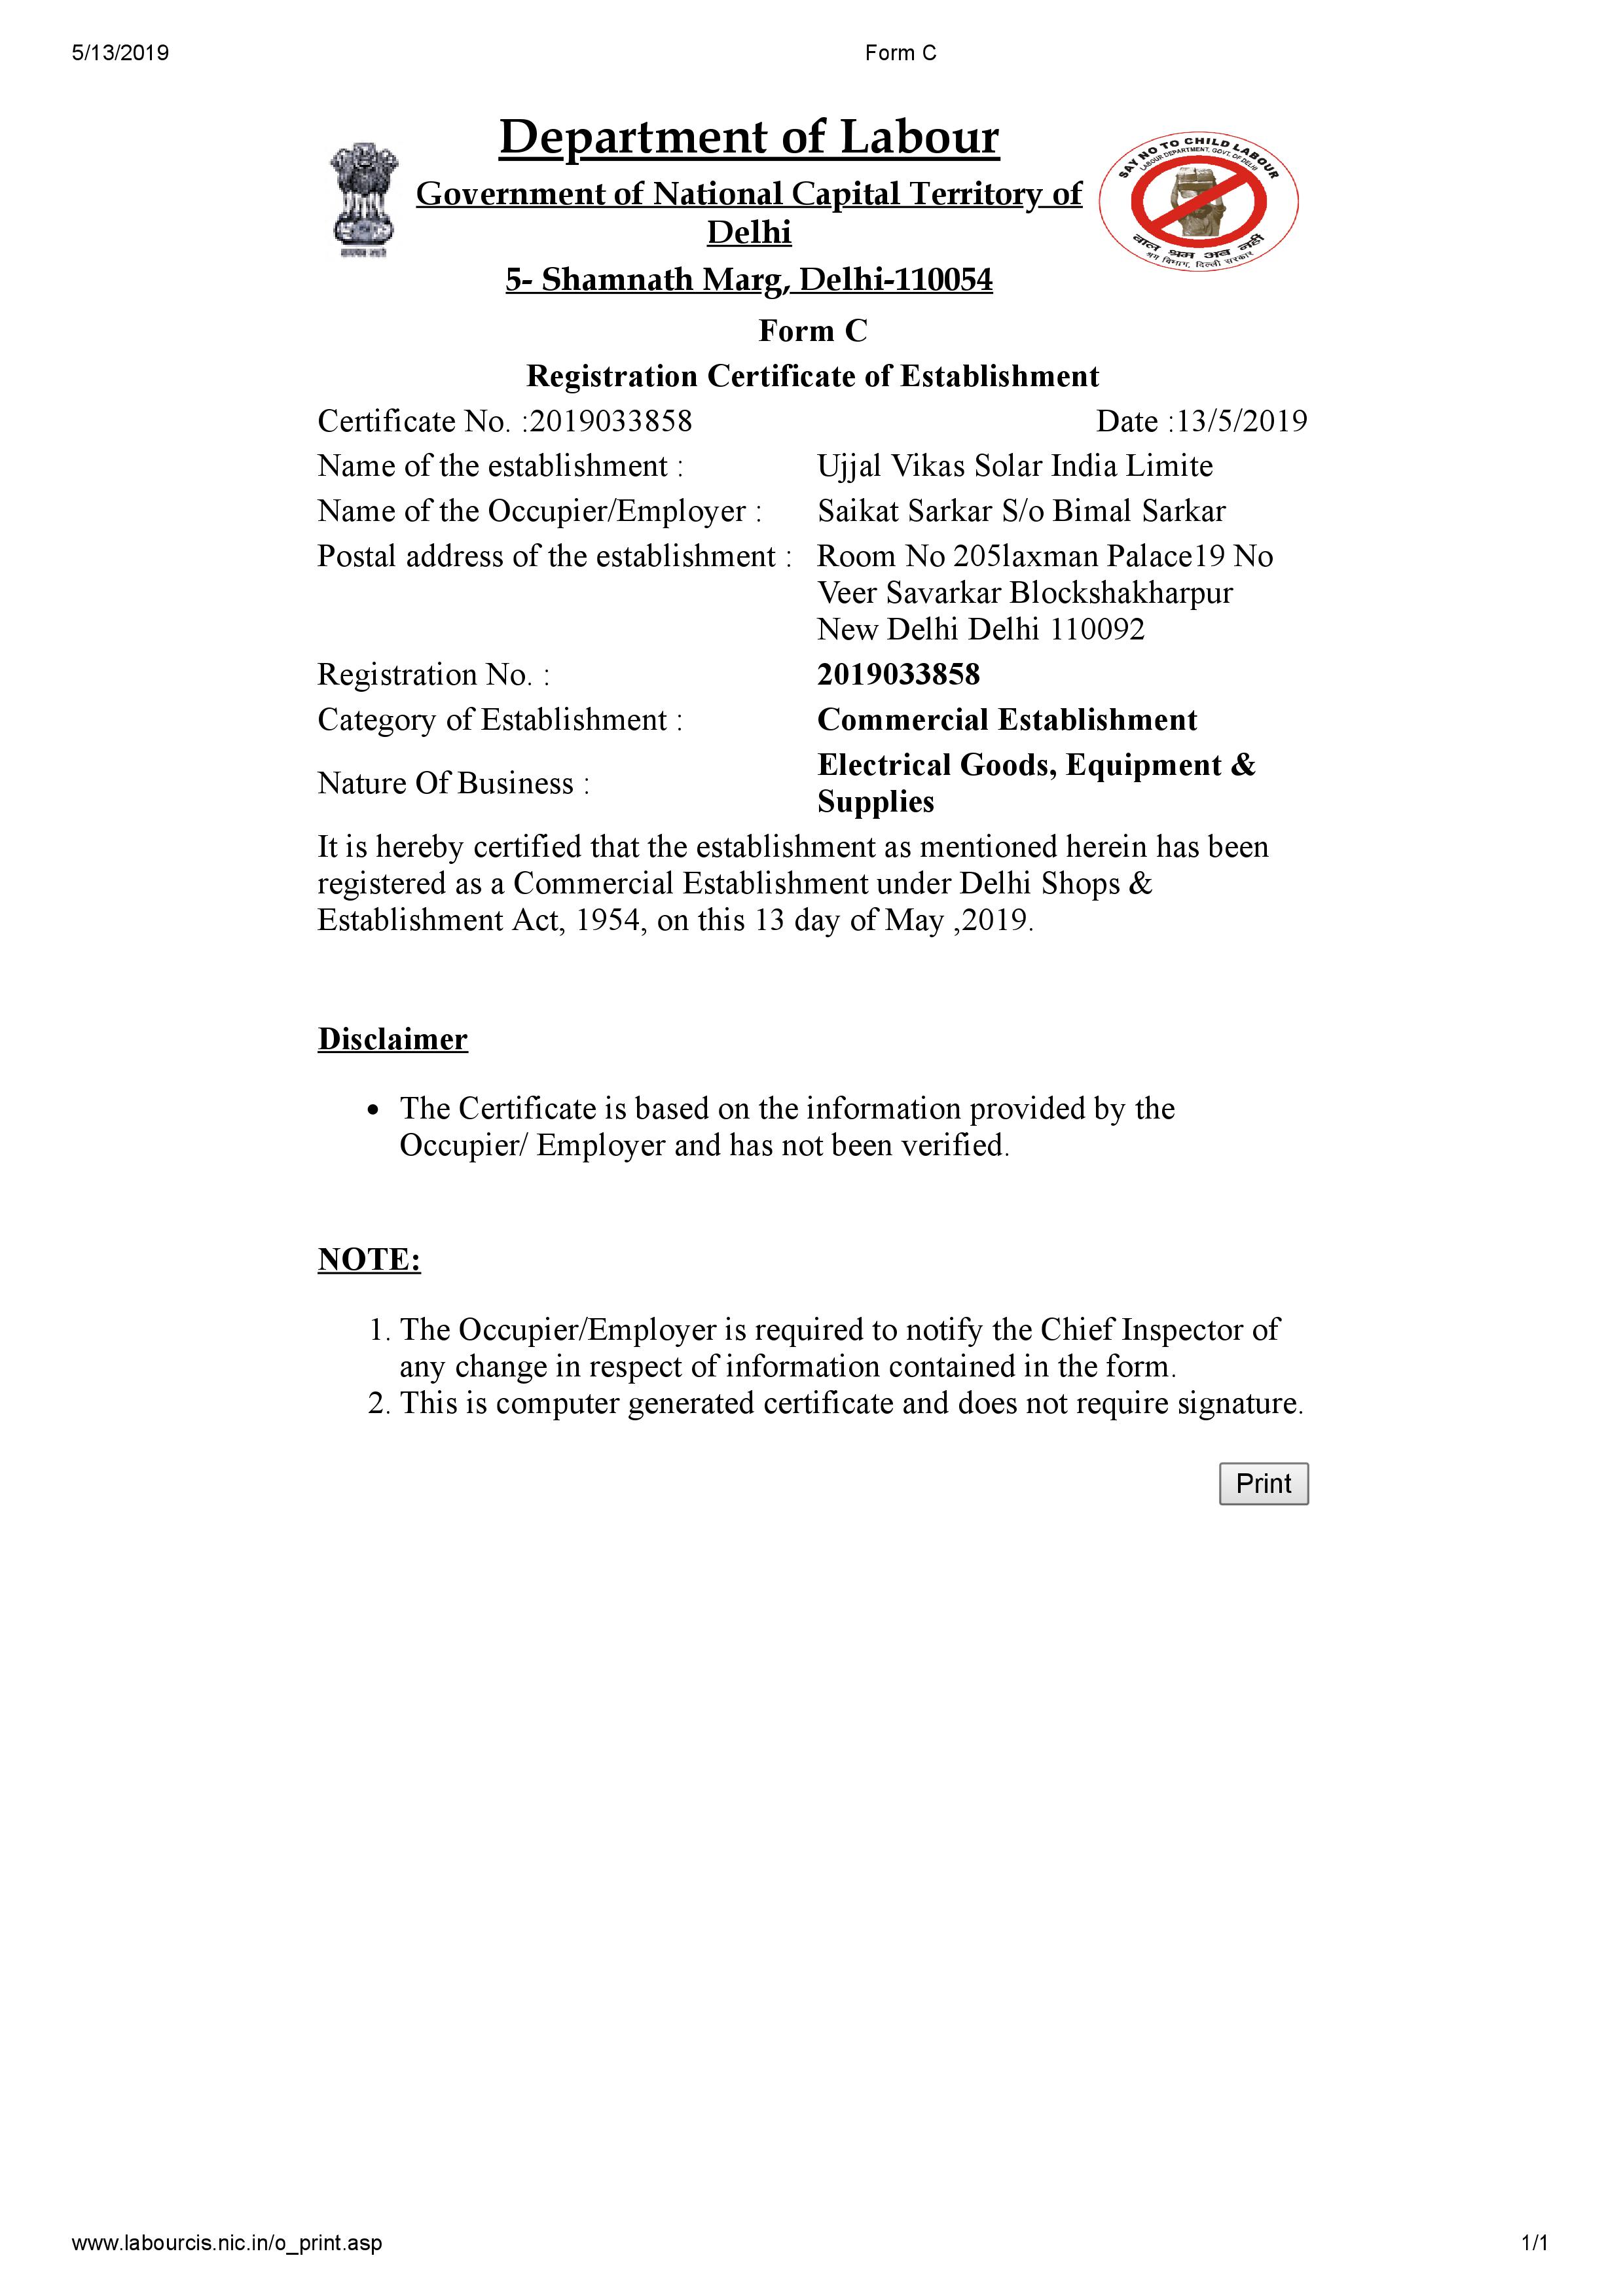 5/13/2019 Form C
Department of Labour
Government of National Capital Territory of
Delhi
5- Shamnath Marg, Delhi-110054
SAY NO TO CHILD LABOUR
LABOUR DEPARTMENT, GOVT. OF DELHI
बाल श्रम अब नहीं
श्रम विभाग, दिल्ली सरकार
Form C
Registration Certificate of Establishment
Certificate No. :2019033858 Date :13/5/2019
Name of the establishment : Ujjal Vikas Solar India Limite
Name of the Occupier/Employer : Saikat Sarkar S/o Bimal Sarkar
Postal address of the establishment : Room No 205laxman Palace19 No
Veer Savarkar Blockshakharpur
New Delhi Delhi 110092
Registration No. : 2019033858
Category of Establishment : Commercial Establishment
Nature Of Business : Electrical Goods, Equipment &
Supplies
It is hereby certified that the establishment as mentioned herein has been
registered as a Commercial Establishment under Delhi Shops &
Establishment Act, 1954, on this 13 day of May ,2019.
Disclaimer
• The Certificate is based on the information provided by the
Occupier/ Employer and has not been verified.
NOTE:
1. The Occupier/Employer is required to notify the Chief Inspector of
any change in respect of information contained in the form.
2. This is computer generated certificate and does not require signature.
Print
www.labourcis.nic.in/o_print.asp 1/1